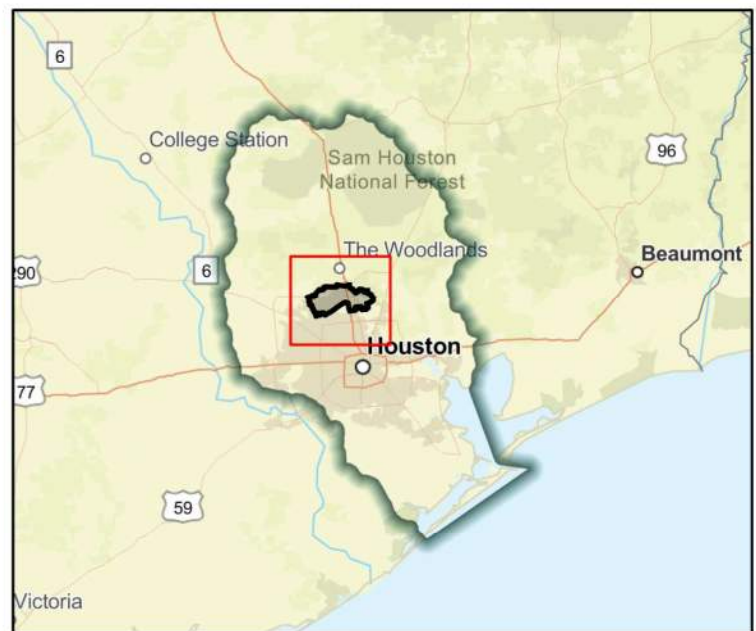 6
College Station
Sam Houston
National Forest
96
The Woodlands
290
6
Beaumont
Houston
77
59
Victoria